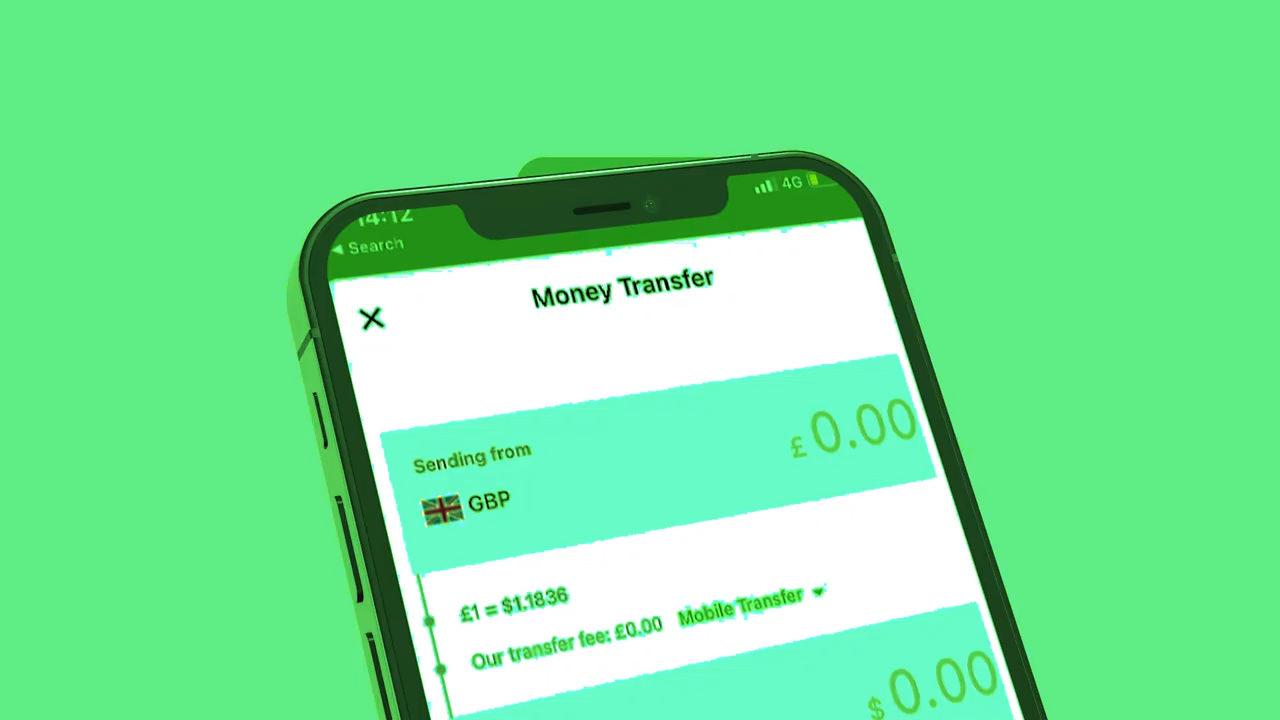 14:12
4G
◀ Search
Money Transfer
Sending from
£0.00
GBP
£1 = $1.1836
Our transfer fee: £0.00 Mobile Transfer
$0.00